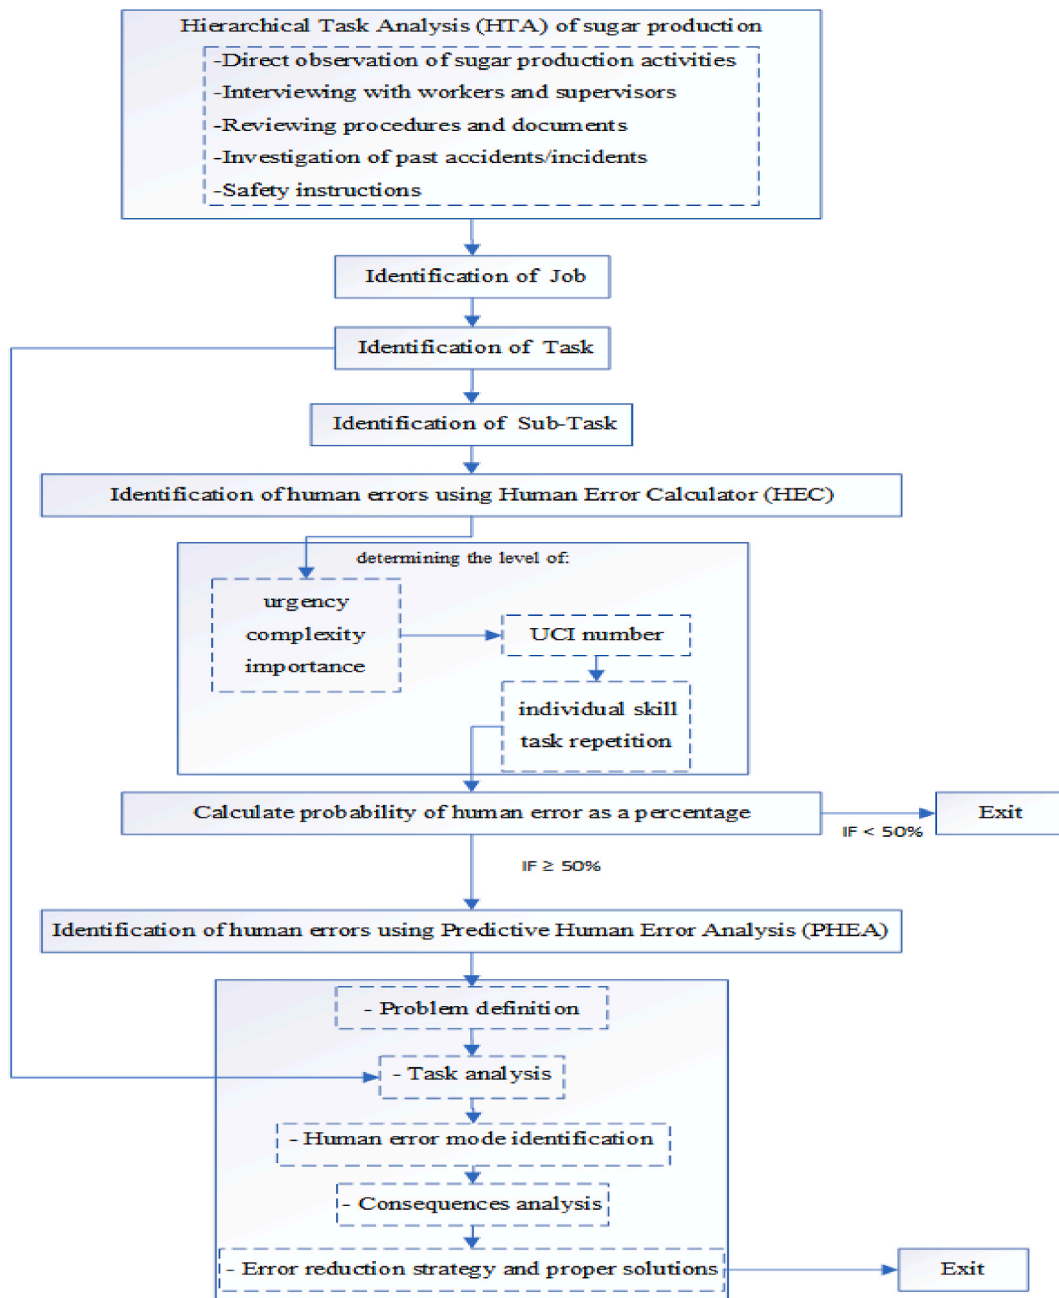 Hierarchical Task Analysis (HTA) of sugar production
-Direct observation of sugar production activities
-Interviewing with workers and supervisors
-Reviewing procedures and documents
-Investigation of past accidents/incidents
-Safety instructions
Identification of Job
Identification of Task
Identification of Sub-Task
Identification of human errors using Human Error Calculator (HEC)
determining the level of:
urgency
complexity
importance
UCI number
individual skill
task repetition
Calculate probability of human error as a percentage
Exit
IF < 50%
IF ≥ 50%
Identification of human errors using Predictive Human Error Analysis (PHEA)
- Problem definition
- Task analysis
- Human error mode identification
- Consequences analysis
- Error reduction strategy and proper solutions
Exit